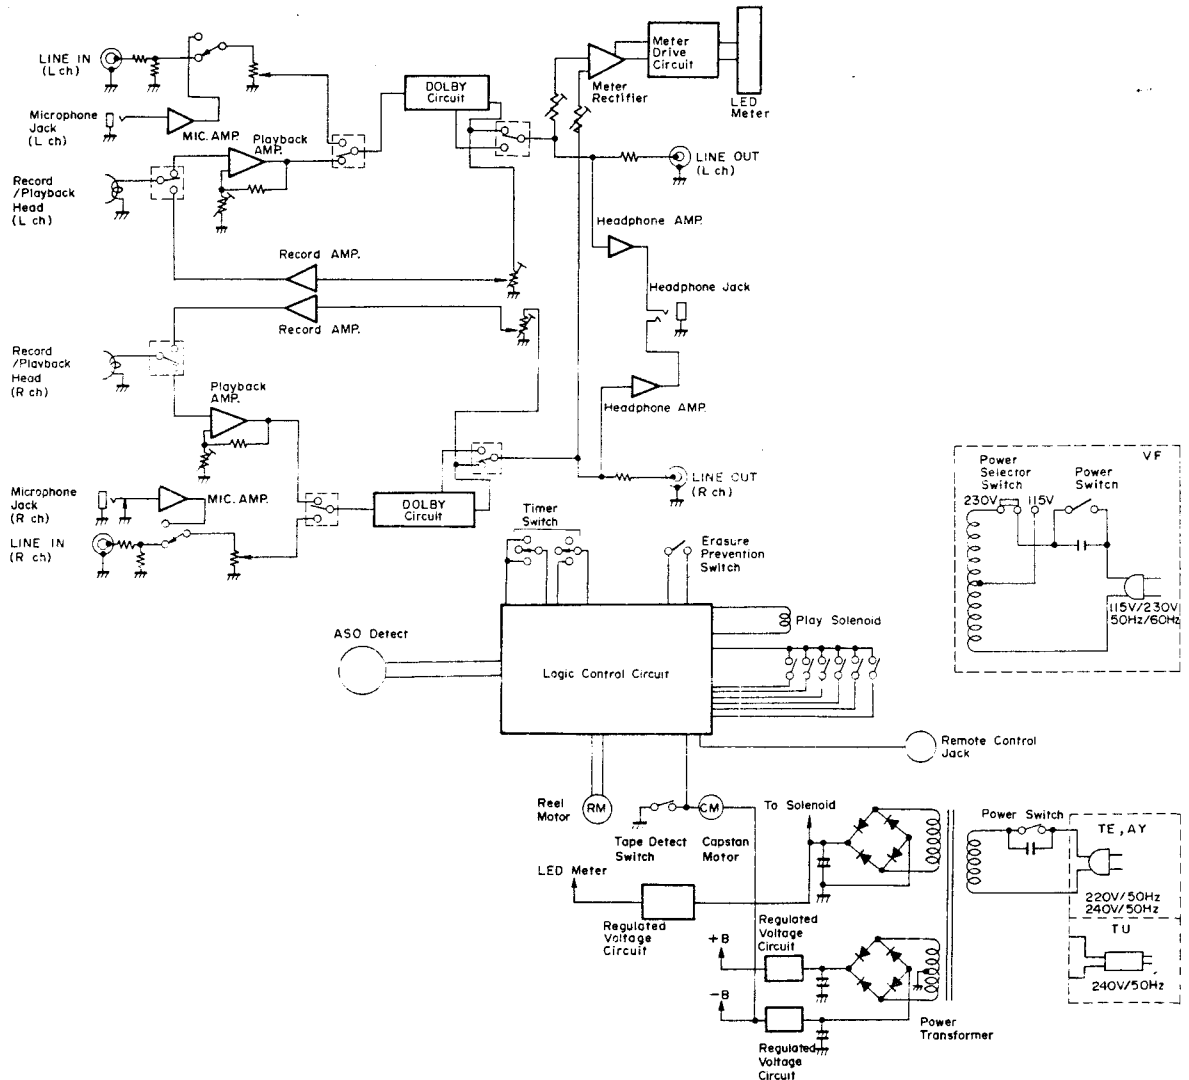 LINE IN
(L ch)
Microphone
Jack
(L ch)
MIC. AMP.
Playback
AMP.
Record
/Playback
Head
(L ch)
DOLBY
Circuit
Meter
Rectifier
Meter
Drive
Circuit
LED
Meter
LINE OUT
(L ch)
Record AMP.
Record AMP.
Headphone AMP.
Headphone Jack
Headphone AMP.
Record
/Playback
Head
(R ch)
Playback
AMP.
Microphone
Jack
(R ch)
MIC. AMP.
LINE IN
(R ch)
DOLBY
Circuit
LINE OUT
(R ch)
Timer
Switch
Erasure
Prevention
Switch
VF
Power
Selector
Switch
Power
Switch
230V
115V
115V/230V
50Hz/60Hz
ASO Detect
Logic Control Circuit
Play Solenoid
Remote Control
Jack
Reel
Motor
RM
Tape Detect
Switch
CM
Capstan
Motor
To Solenoid
LED Meter
Regulated
Voltage
Circuit
Power Switch
TE, AY
220V/50Hz
240V/50Hz
TU
240V/50Hz
+B
Regulated
Voltage
Circuit
-B
Regulated
Voltage
Circuit
Power
Transformer